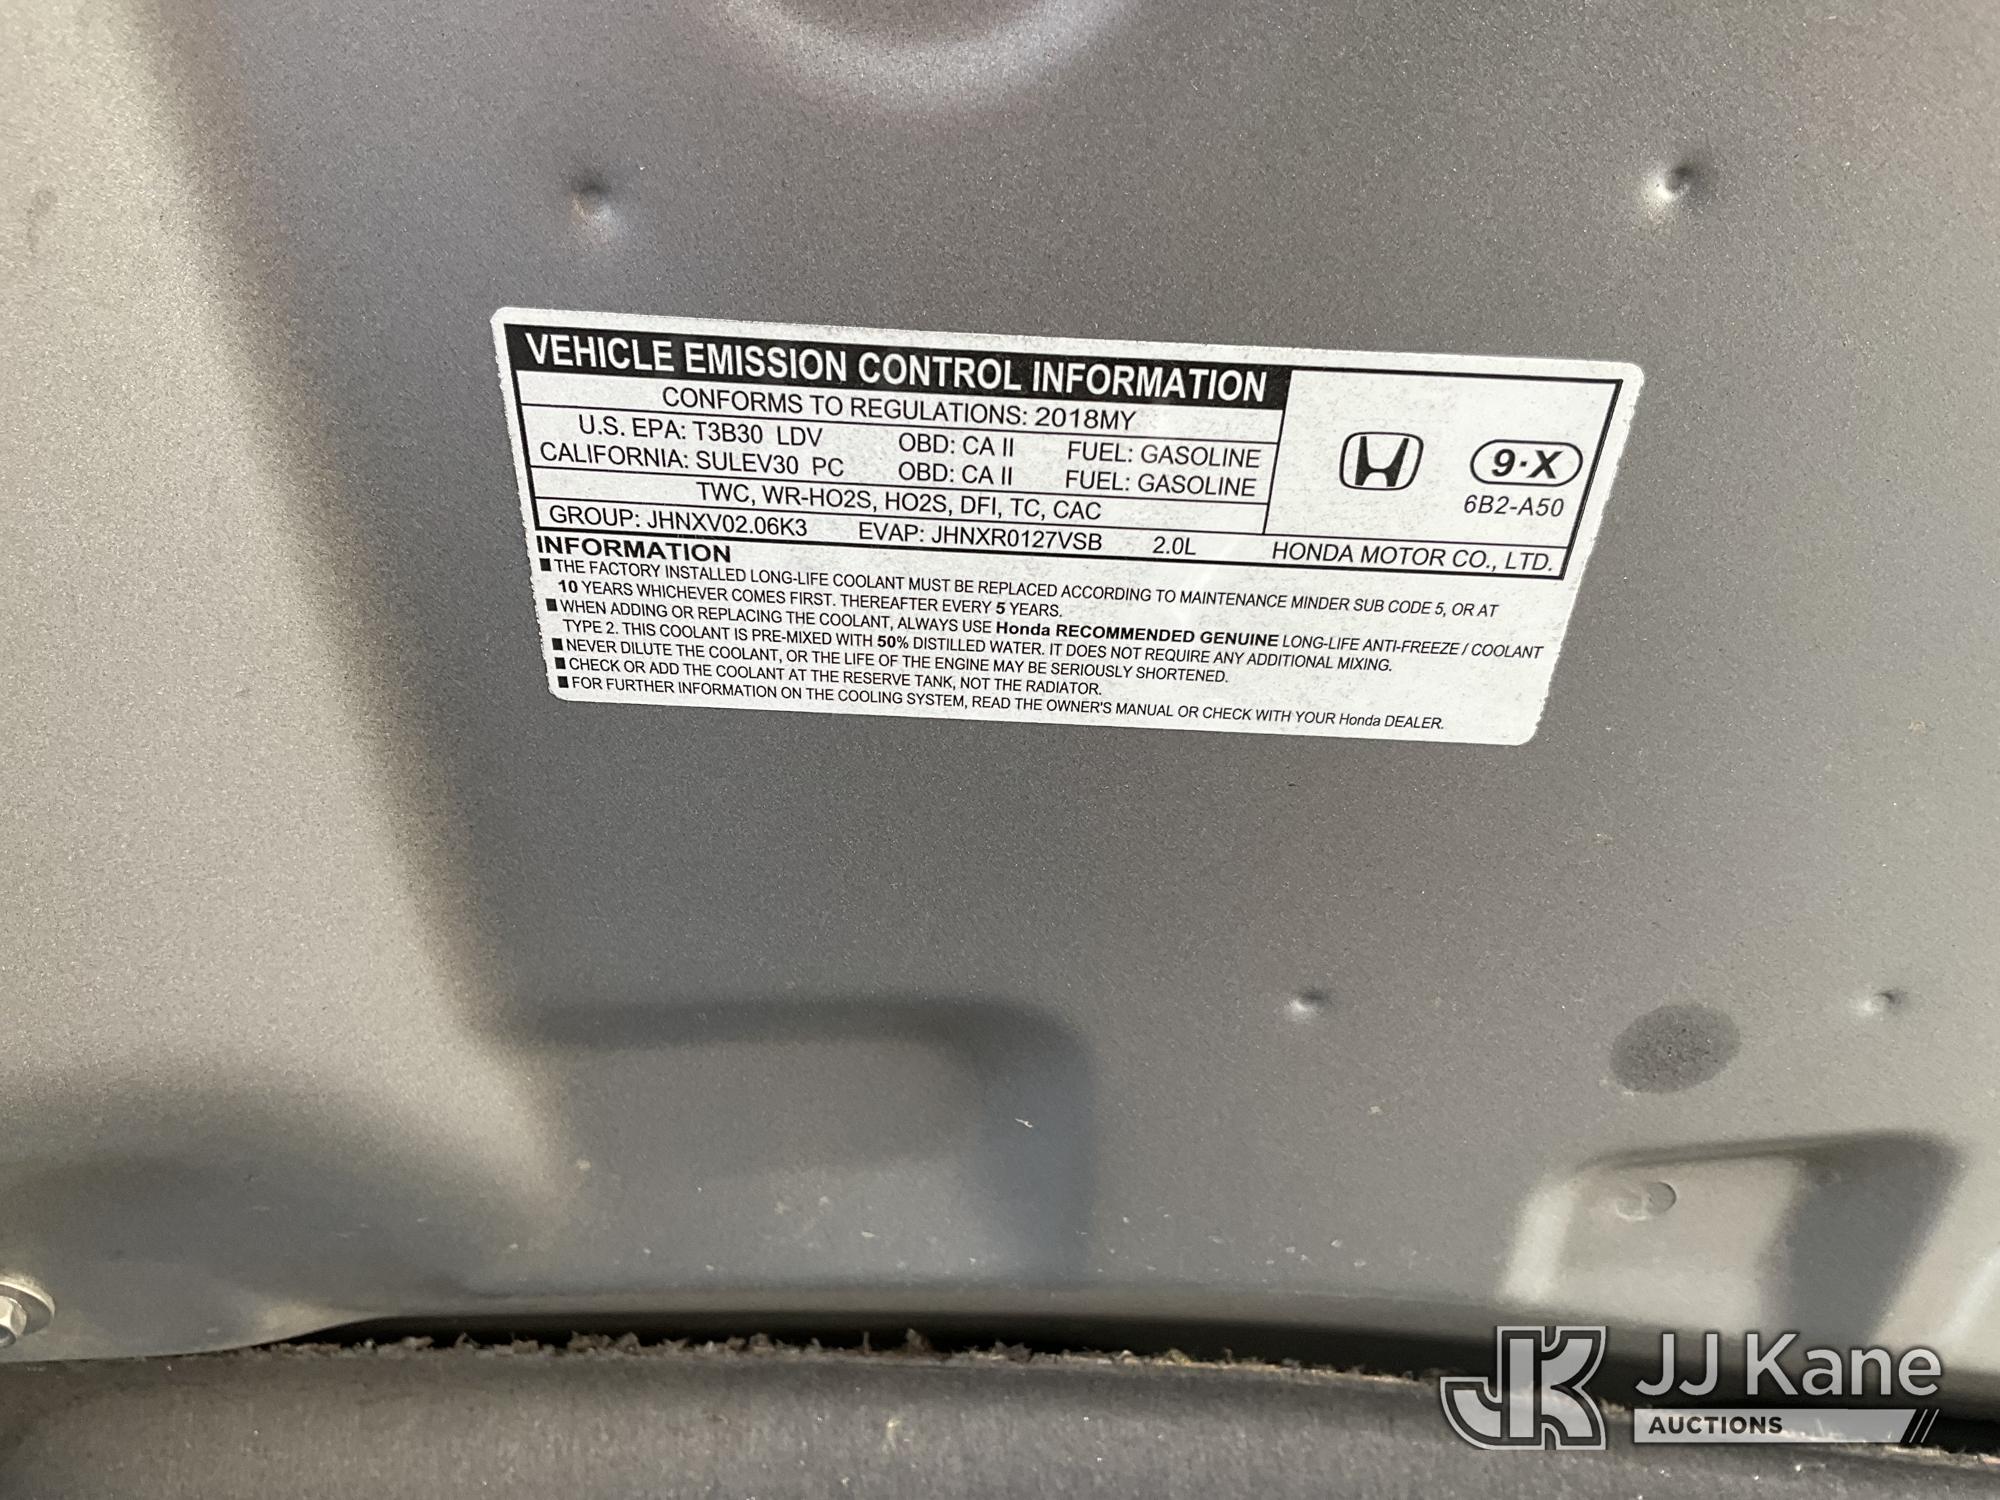 VEHICLE EMISSION CONTROL INFORMATION
CONFORMS TO REGULATIONS: 2018MY
U.S. EPA: T3B30 LDV OBD: CA II FUEL: GASOLINE
CALIFORNIA: SULEV30 PC OBD: CA II FUEL: GASOLINE
TWC, WR-HO2S, HO2S, DFI, TC, CAC
9·X
6B2-A50
GROUP: JHNXV02.06K3 EVAP: JHNXR0127VSB 2.0L HONDA MOTOR CO., LTD.
INFORMATION
■ THE FACTORY INSTALLED LONG-LIFE COOLANT MUST BE REPLACED ACCORDING TO MAINTENANCE MINDER SUB CODE 5, OR AT
10 YEARS WHICHEVER COMES FIRST. THEREAFTER EVERY 5 YEARS.
■ WHEN ADDING OR REPLACING THE COOLANT, ALWAYS USE Honda RECOMMENDED GENUINE LONG-LIFE ANTI-FREEZE / COOLANT
TYPE 2. THIS COOLANT IS PRE-MIXED WITH 50% DISTILLED WATER. IT DOES NOT REQUIRE ANY ADDITIONAL MIXING.
■ NEVER DILUTE THE COOLANT, OR THE LIFE OF THE ENGINE MAY BE SERIOUSLY SHORTENED.
■ CHECK OR ADD THE COOLANT AT THE RESERVE TANK, NOT THE RADIATOR.
■ FOR FURTHER INFORMATION ON THE COOLING SYSTEM, READ THE OWNER'S MANUAL OR CHECK WITH YOUR Honda DEALER.
JK JJ Kane
AUCTIONS